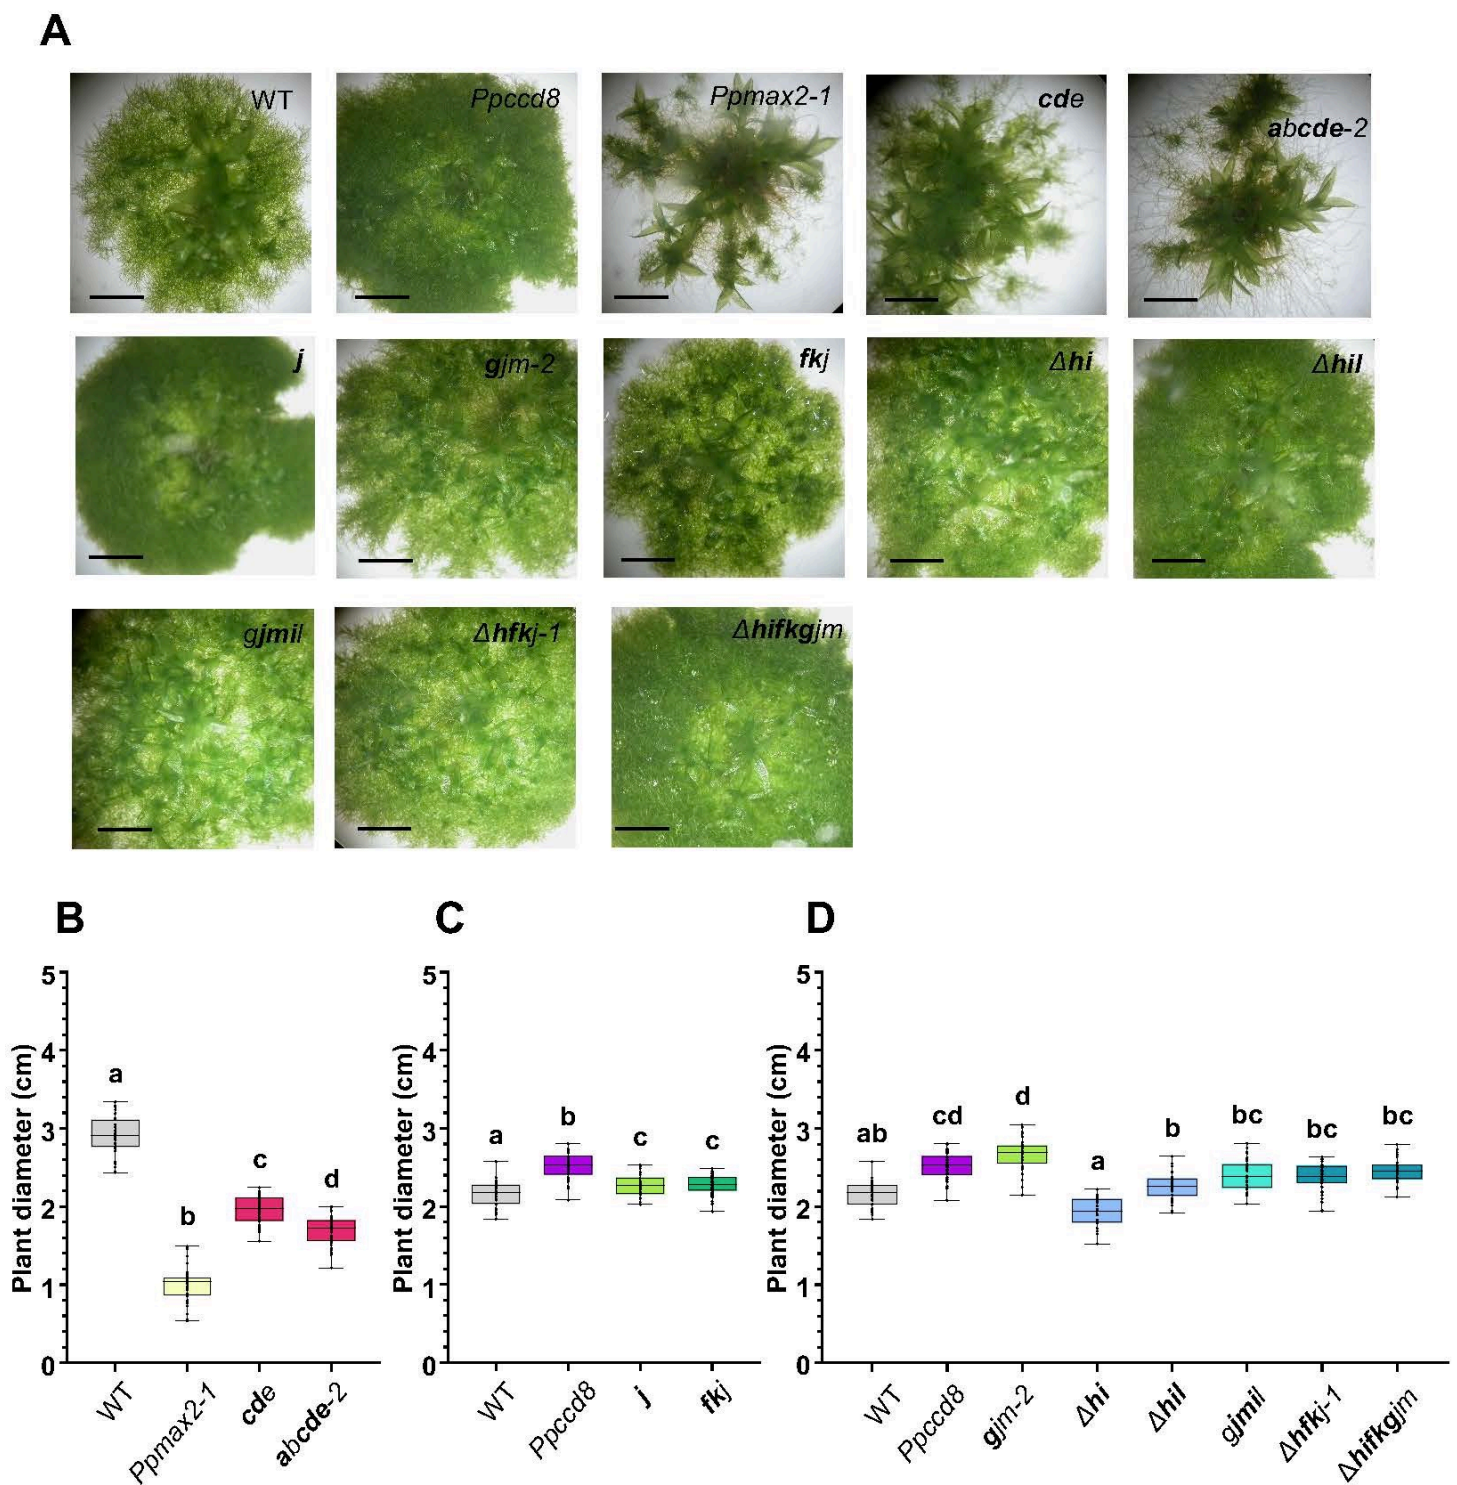 A
WT
Ppccd8
Ppmax2-1
cde
abcde-2
j
gjm-2
fkj
Δhi
Δhil
gjmil
Δhfkj-1
Δhifkgjm
B
Plant diameter (cm)
5
4
3
2
1
0
a
b
c
d
WT
Ppmax2-1
cde
abcde-2
C
Plant diameter (cm)
5
4
3
2
1
0
a
b
c
c
WT
Ppccd8
j
fkj
D
Plant diameter (cm)
5
4
3
2
1
0
ab
cd
d
a
b
bc
bc
bc
WT
Ppccd8
gjm-2
Δhi
Δhil
gjmil
Δhfkj-1
Δhifkgjm